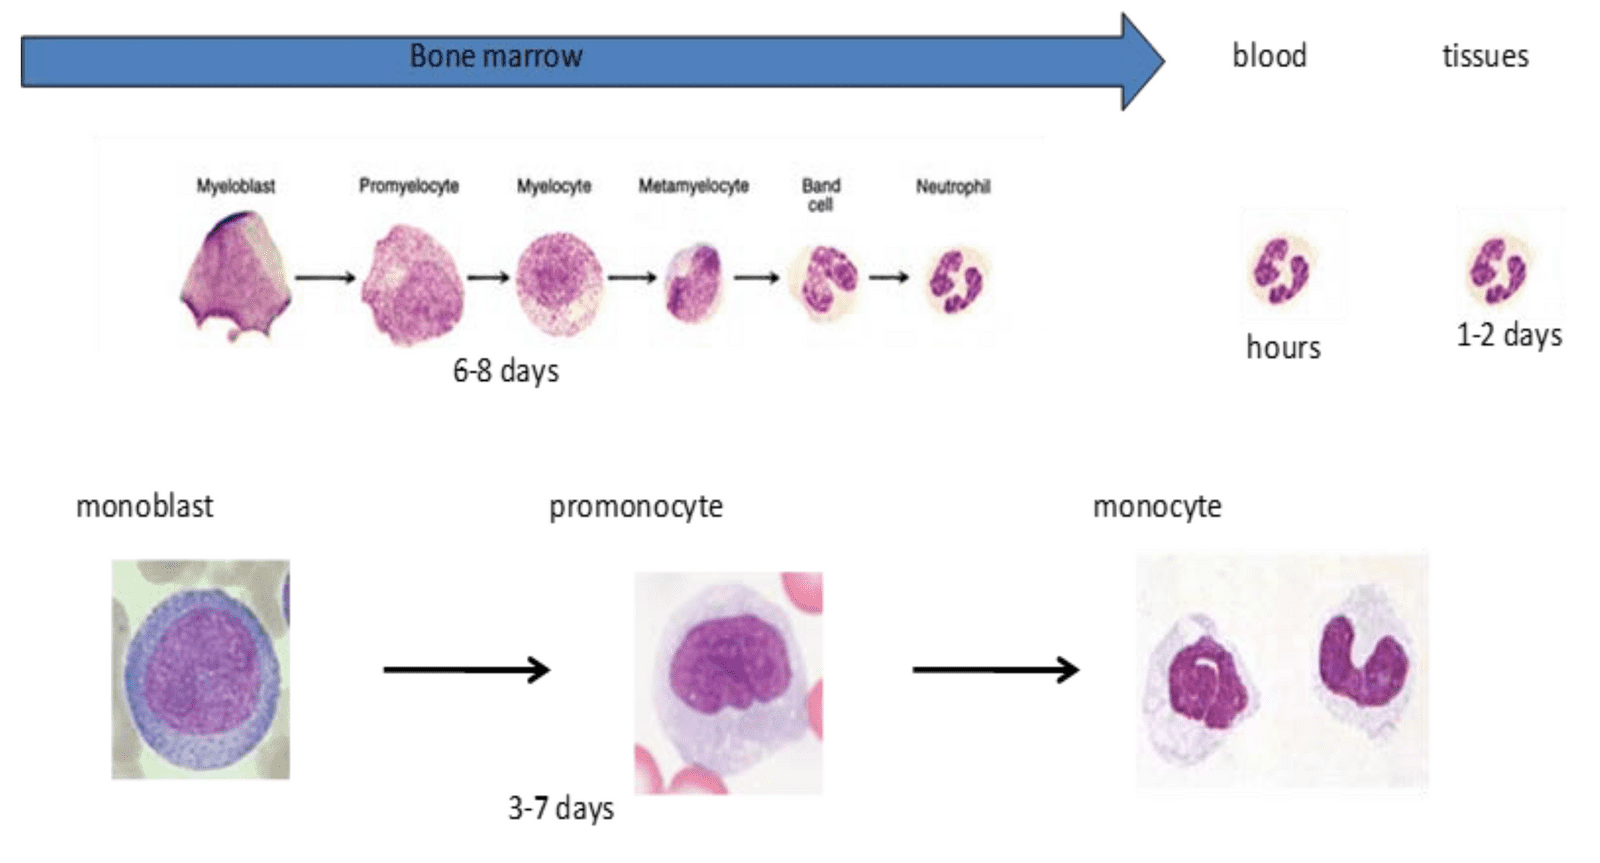 Bone marrow
blood
tissues
Myeloblast
Promyelocyte
Myelocyte
Metamyelocyte
Band
cell
Neutrophil
6-8 days
hours
1-2 days
monoblast
promonocyte
monocyte
3-7 days